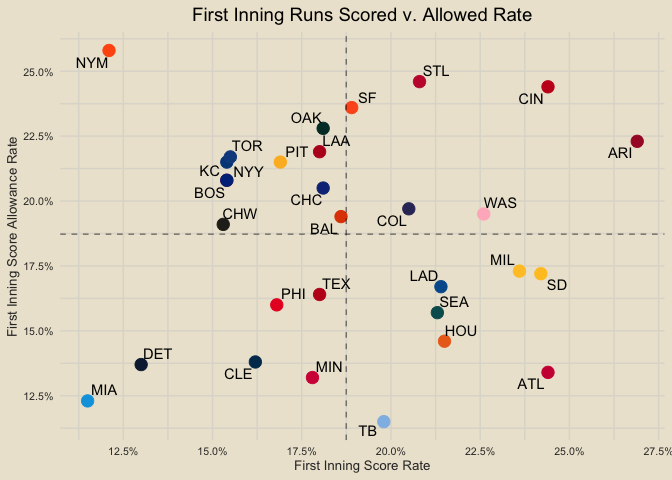 First Inning Runs Scored v. Allowed Rate
First Inning Score Allowance Rate
25.0%
22.5%
20.0%
17.5%
15.0%
12.5%
NYM
STL
CIN
SF
OAK
ARI
TOR
PIT
LAA
KC
NYY
BOS
CHC
WAS
CHW
COL
BAL
MIL
LAD
TEX
SD
PHI
SEA
HOU
DET
CLE
MIN
ATL
MIA
TB
12.5%
15.0%
17.5%
20.0%
22.5%
25.0%
27.5%
First Inning Score Rate